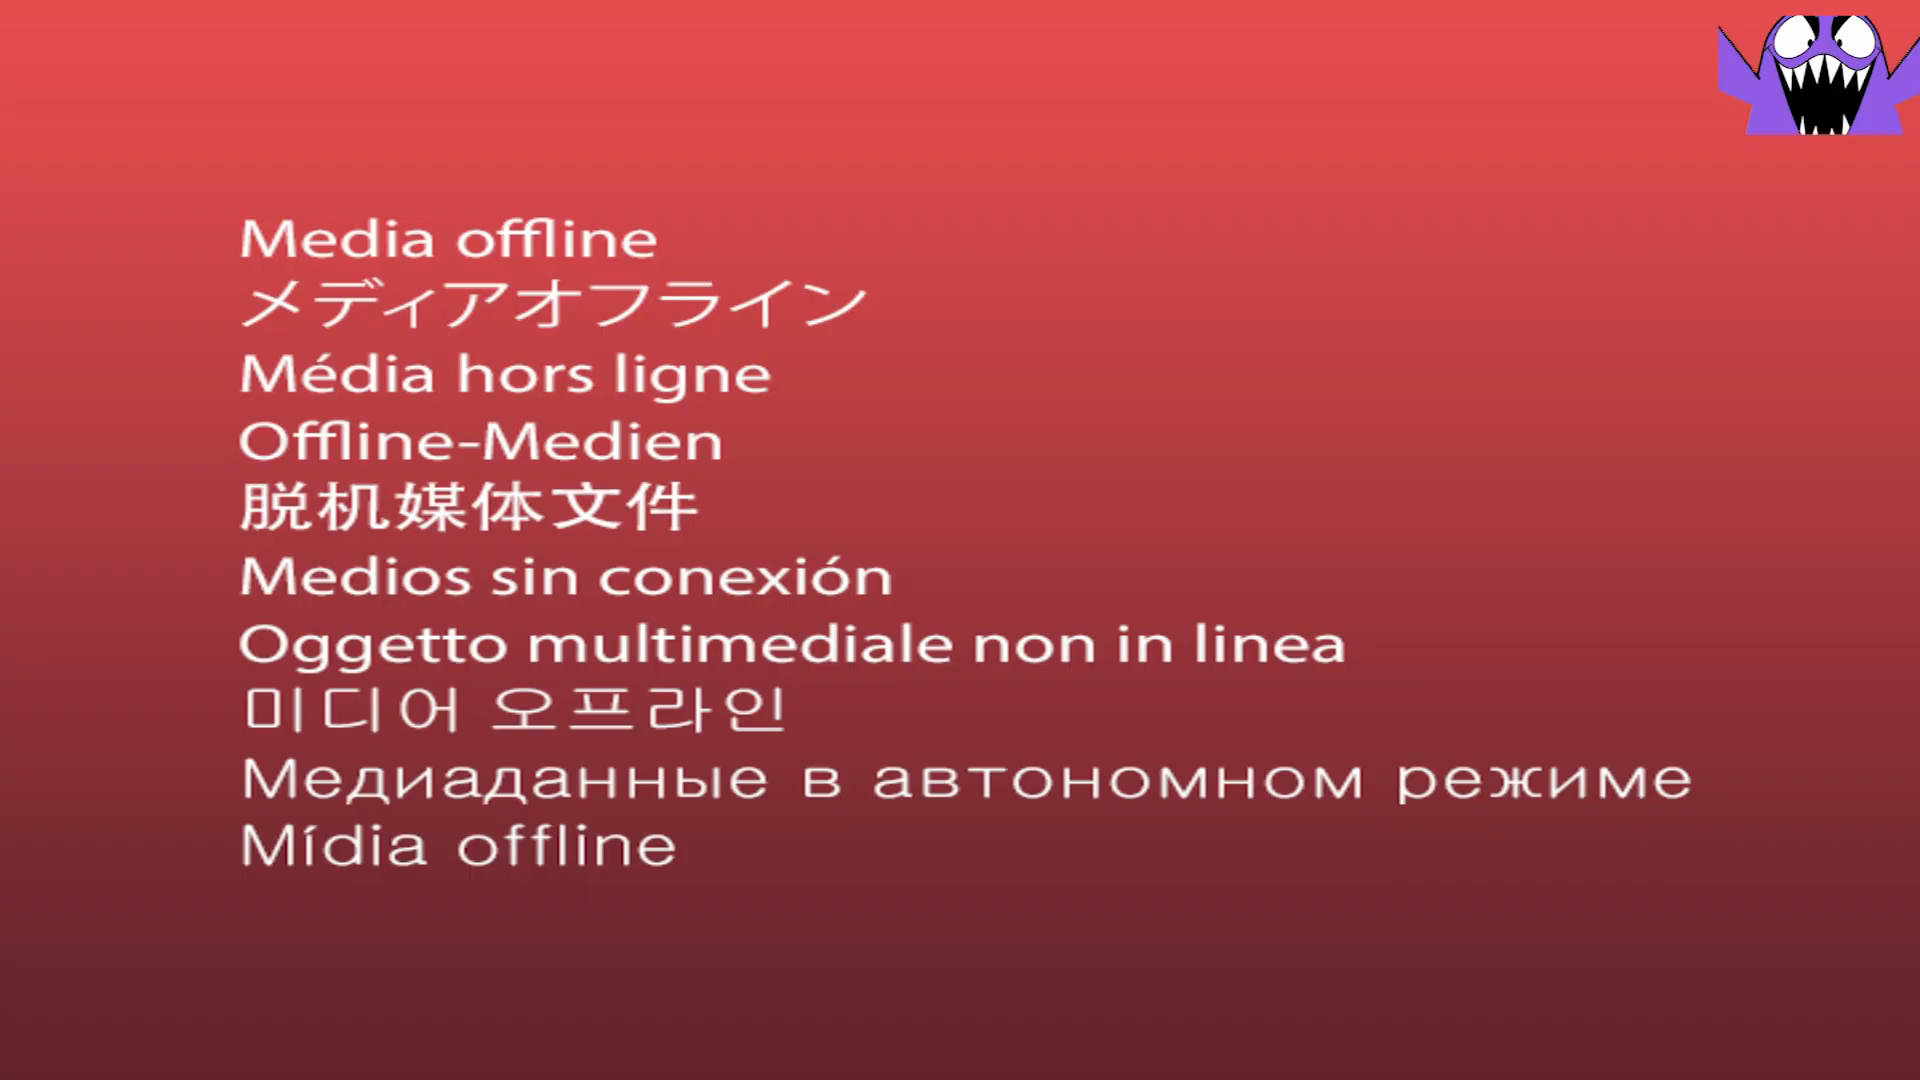 Media offline
メディアオフライン
Média hors ligne
Offline-Medien
脱机媒体文件
Medios sin conexión
Oggetto multimediale non in linea
미디어 오프라인
Медиаданные в автономном режиме
Mídia offline